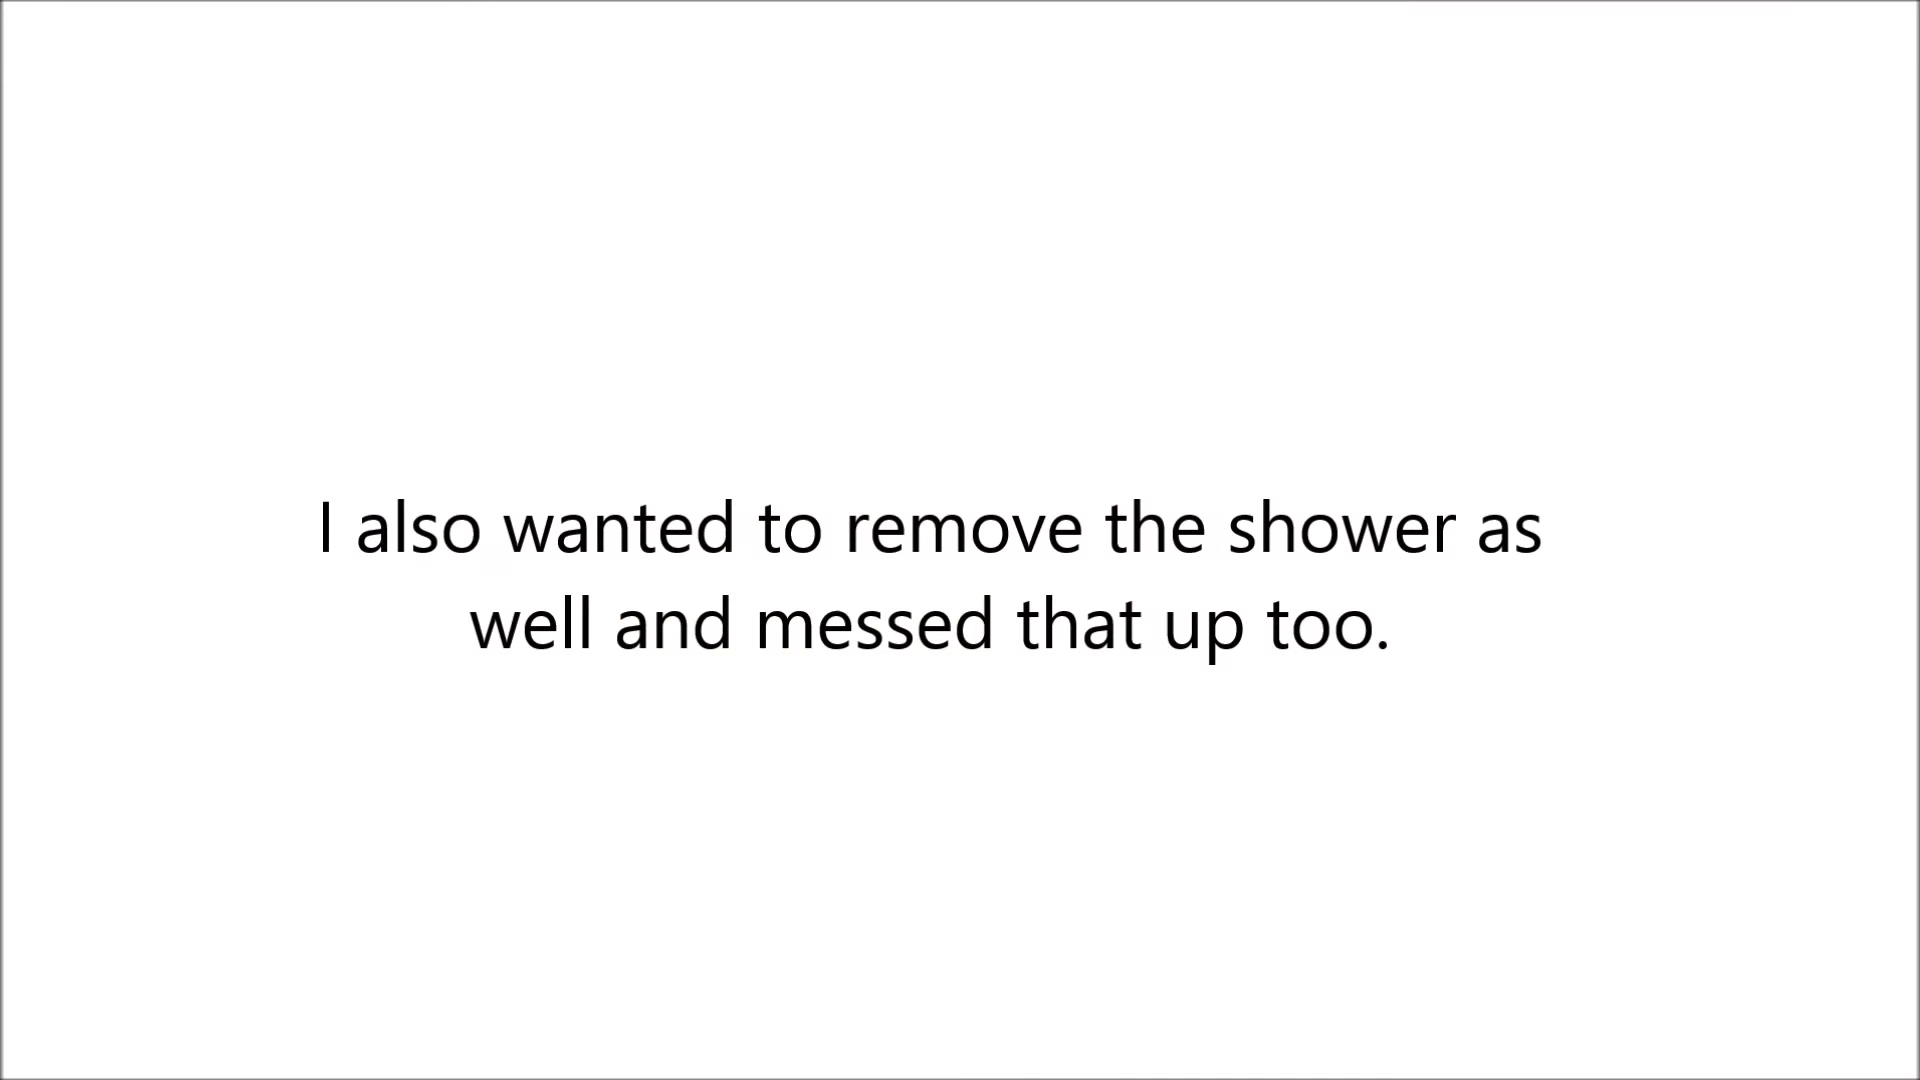 I also wanted to remove the shower as
well and messed that up too.